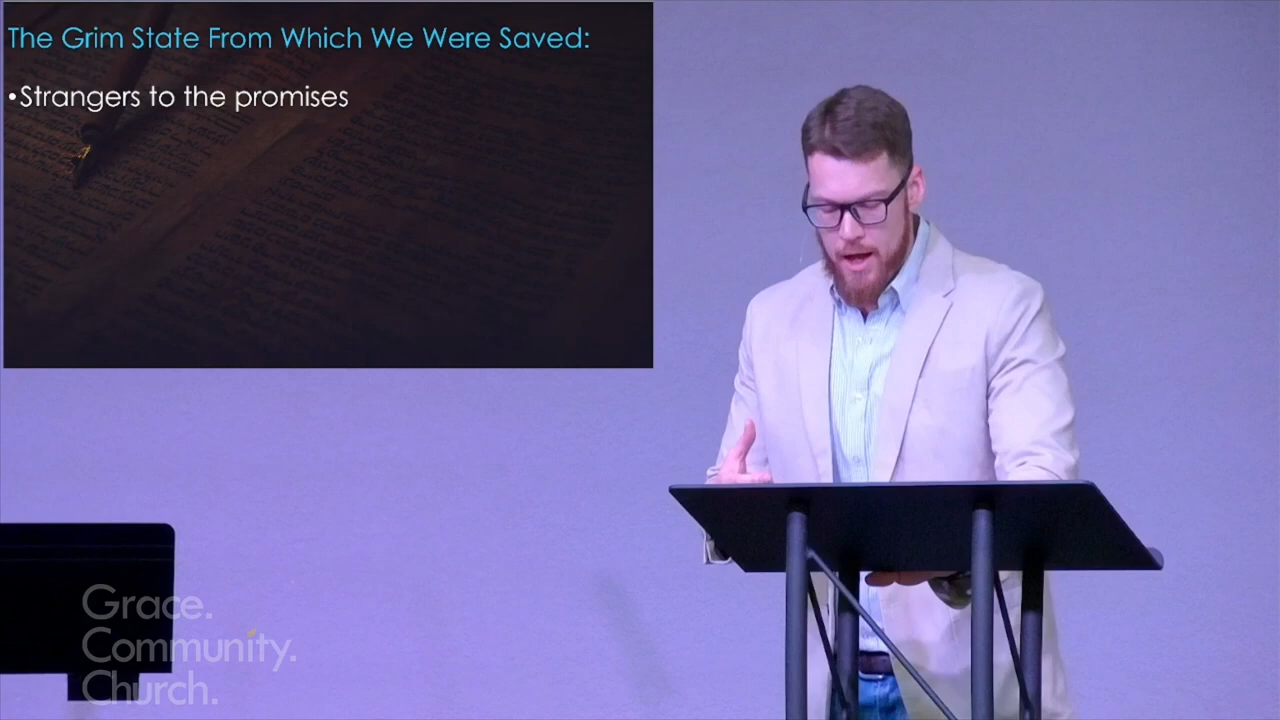 The Grim State From Which We Were Saved:
•Strangers to the promises
Grace.
Community.
Church.